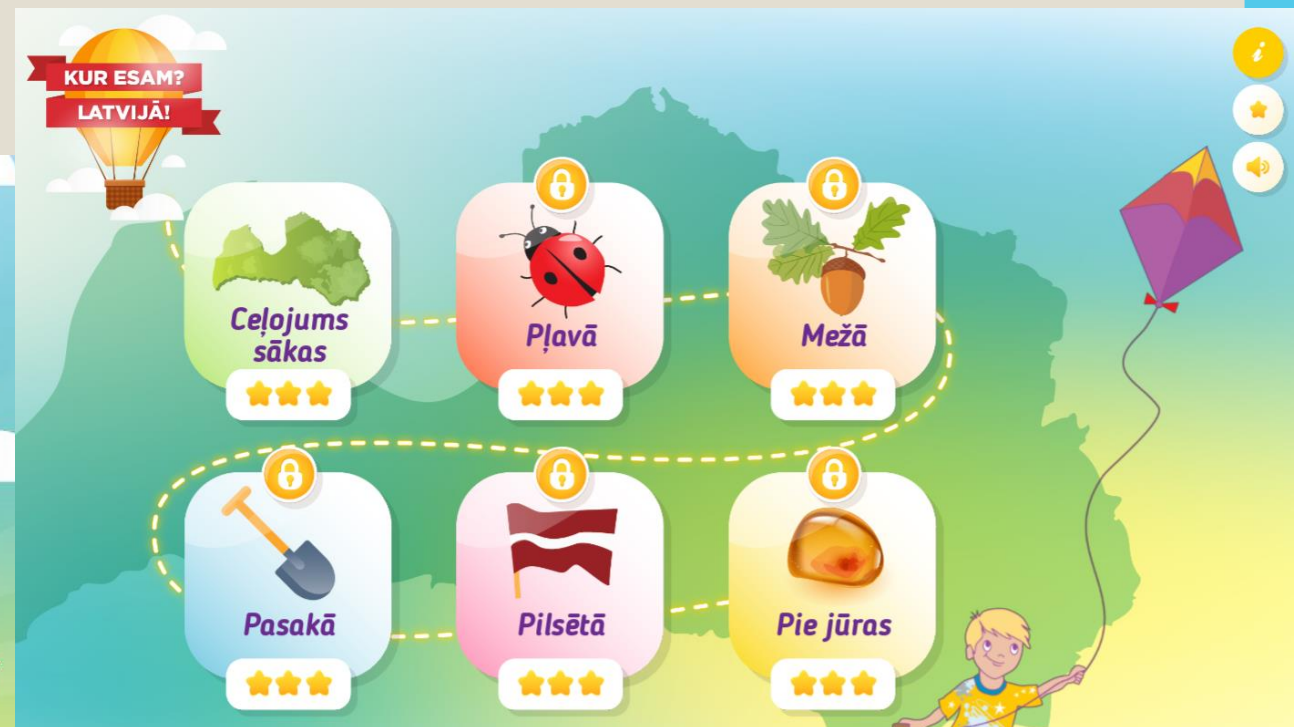 KUR ESAM?
LATVIJĀ!
i
Ceļojums
sākas
Pļavā
Mežā
Pasakā
Pilsētā
Pie jūras